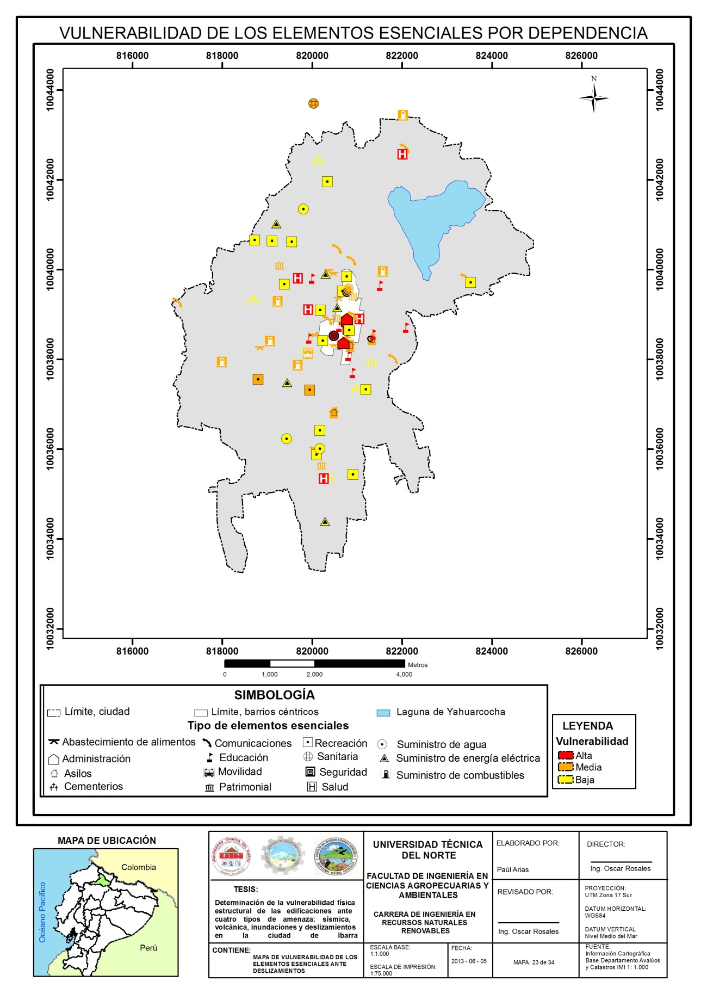 VULNERABILIDAD DE LOS ELEMENTOS ESENCIALES POR DEPENDENCIA
816000 818000 820000 822000 824000 826000
N
10044000 10044000
10042000 10042000
10040000 10040000
10038000 10038000
10036000 10036000
10034000 10034000
10032000 10032000
816000 818000 820000 822000 824000 826000
Metros
0 1,000 2,000 4,000
SIMBOLOGÍA
Límite, ciudad
Límite, barrios céntricos
Laguna de Yahuarcocha
Tipo de elementos esenciales
Abastecimiento de alimentos
Administración
Asilos
Cementerios
Comunicaciones
Educación
Movilidad
Patrimonial
Recreación
Sanitaria
Seguridad
Salud
Suministro de agua
Suministro de energía eléctrica
Suministro de combustibles
LEYENDA
Vulnerabilidad
Alta
Media
Baja
MAPA DE UBICACIÓN
Colombia
Océano Pacífico
Perú
UTN
TESIS:
Determinación de la vulnerabilidad física
estructural de las edificaciones ante
cuatro tipos de amenaza: sísmica,
volcánica, inundaciones y deslizamientos
en la ciudad de Ibarra
CONTIENE:
MAPA DE VULNERABILIDAD DE LOS
ELEMENTOS ESENCIALES ANTE
DESLIZAMIENTOS
UNIVERSIDAD TÉCNICA
DEL NORTE
FACULTAD DE INGENIERÍA EN
CIENCIAS AGROPECUARIAS Y
AMBIENTALES
CARRERA DE INGENIERÍA EN
RECURSOS NATURALES
RENOVABLES
ESCALA BASE:
1:1.000
ESCALA DE IMPRESIÓN:
1:75.000
FECHA:
2013 - 06 - 05
ELABORADO POR:
Paúl Arias
REVISADO POR:
Ing. Oscar Rosales
MAPA: 23 de 34
DIRECTOR:
Ing. Oscar Rosales
PROYECCIÓN:
UTM Zona 17 Sur
DATUM HORIZONTAL:
WGS84
DATUM VERTICAL
Nivel Medio del Mar
FUENTE:
Información Cartográfica
Base Departamento Avalúos
y Catastros IMI 1: 1.000